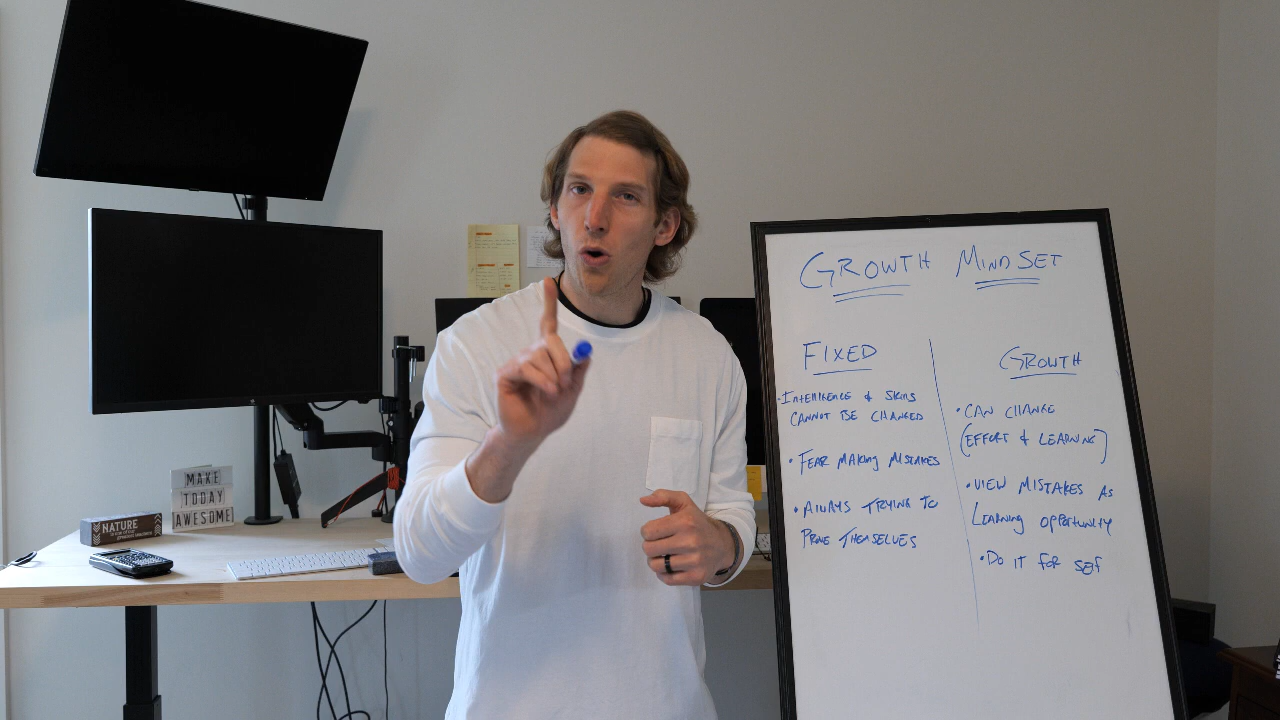 GROWTH MINDSET
FIXED
• INTELLIGENCE & SKILLS
CANNOT BE CHANGED
• FEAR MAKING MISTAKES
• ALWAYS TRYING TO
PROVE THEMSELVES
GROWTH
• CAN CHANGE
(EFFORT & LEARNING)
• VIEW MISTAKES AS
LEARNING OPPORTUNITY
• DO IT FOR SELF
MAKE
TODAY
AWESOME
NATURE